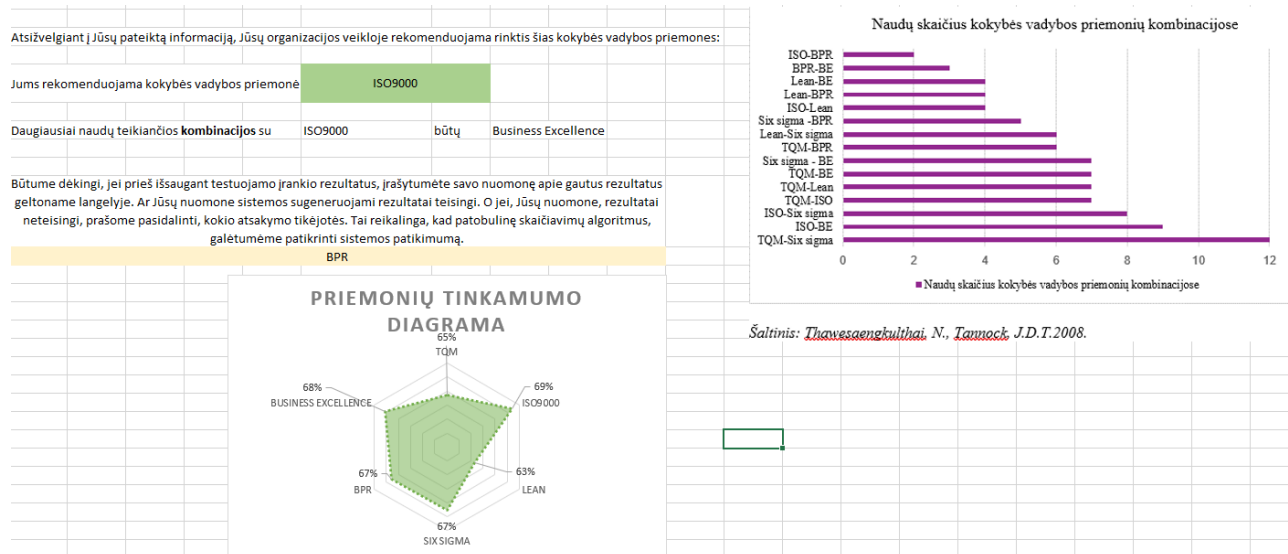 Atsižvelgiant į Jūsų pateiktą informaciją, Jūsų organizacijos veikloje rekomenduojama rinktis šias kokybės vadybos priemones:
Jums rekomenduojama kokybės vadybos priemonė ISO9000
Daugiausiai naudų teikiančios kombinacijos su ISO9000 būtų Business Excellence
Būtume dėkingi, jei prieš išsaugant testuojamo įrankio rezultatus, įrašytumėte savo nuomonę apie gautus rezultatus
geltoname langelyje. Ar Jūsų nuomone sistemos sugeneruojami rezultatai teisingi. O jei, Jūsų nuomone, rezultatai
neteisingi, prašome pasidalinti, kokio atsakymo tikėjotės. Tai reikalinga, kad patobulinę skaičiavimų algoritmus,
galėtumėme patikrinti sistemos patikimumą.
BPR
PRIEMONIŲ TINKAMUMO
DIAGRAMA
65%
TQM
69%
ISO9000
63%
LEAN
67%
SIX SIGMA
67%
BPR
68%
BUSINESS EXCELLENCE
Naudų skaičius kokybės vadybos priemonių kombinacijose
ISO-BPR
BPR-BE
Lean-BE
Lean-BPR
ISO-Lean
Six sigma -BPR
Lean-Six sigma
TQM-BPR
Six sigma - BE
TQM-BE
TQM-Lean
TQM-ISO
ISO-Six sigma
ISO-BE
TQM-Six sigma
0 2 4 6 8 10 12
Naudų skaičius kokybės vadybos priemonių kombinacijose
Šaltinis: Thawesaengkulthai, N., Tannock, J.D.T.2008.